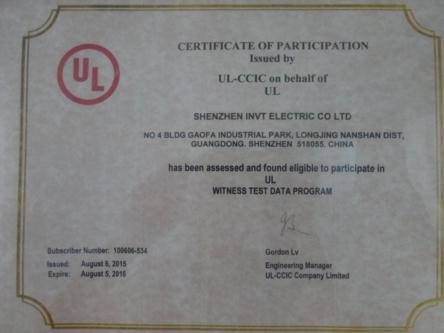 UL
CERTIFICATE OF PARTICIPATION
Issued by
UL-CCIC on behalf of
UL
SHENZHEN INVT ELECTRIC CO LTD
NO 4 BLDG GAOFA INDUSTRIAL PARK, LONGJING NANSHAN DIST,
GUANGDONG. SHENZHEN 518055. CHINA
has been assessed and found eligible to participate in
UL
WITNESS TEST DATA PROGRAM
Subscriber Number: 100606-534
Issued: August 6, 2015
Expire: August 5, 2016
Gordon Lv
Engineering Manager
UL-CCIC Company Limited